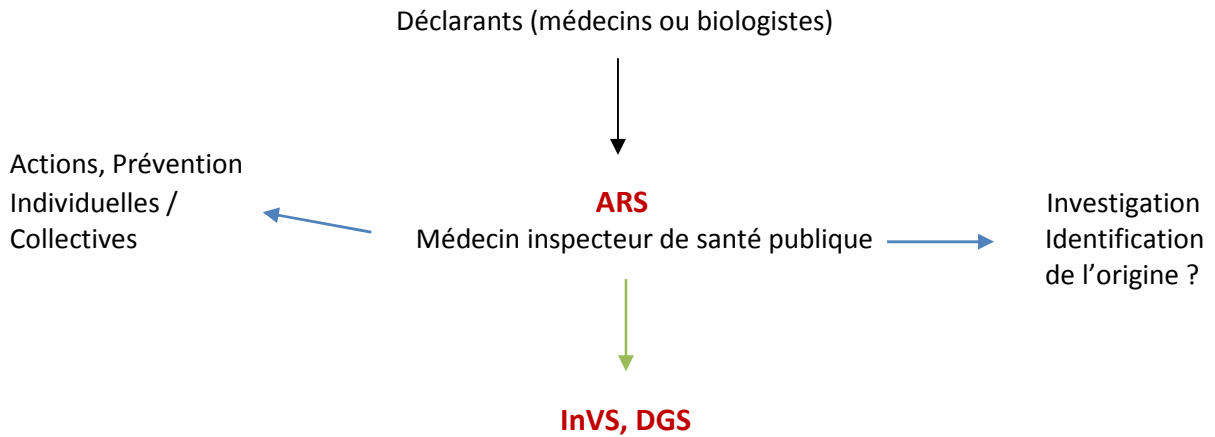 Déclarants (médecins ou biologistes)
Actions, Prévention
Individuelles /
Collectives
ARS
Médecin inspecteur de santé publique
Investigation
Identification
de l’origine ?
InVS, DGS